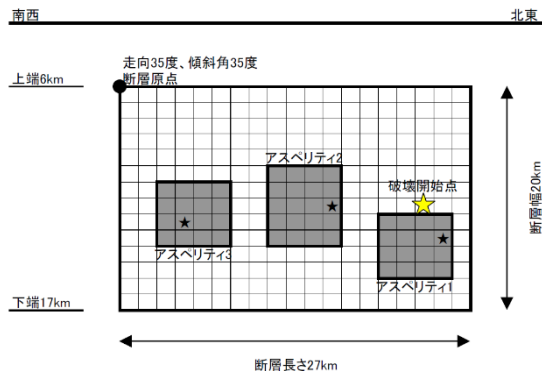 南西
北東
走向35度、傾斜角35度
上端6km
断層原点
アスペリティ2
破壊開始点
断層幅20km
アスペリティ3
アスペリティ1
下端17km
断層長さ27km